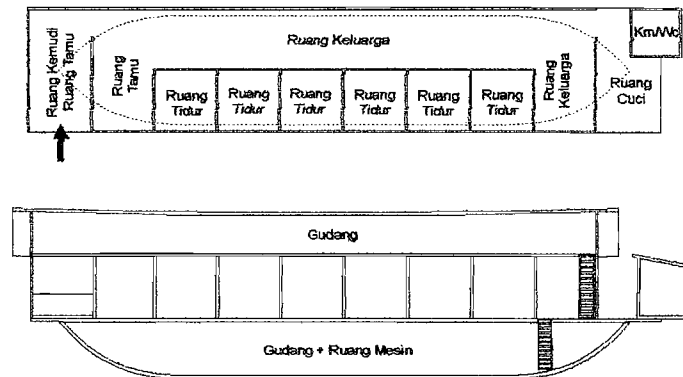 Ruang Kemudi
Ruang Tamu
Ruang
Tamu
Ruang Keluarga
Ruang
Tidur
Ruang
Tidur
Ruang
Tidur
Ruang
Tidur
Ruang
Tidur
Ruang
Tidur
Ruang
Keluarga
Km/Wc
Ruang
Cuci
Gudang
Gudang + Ruang Mesin